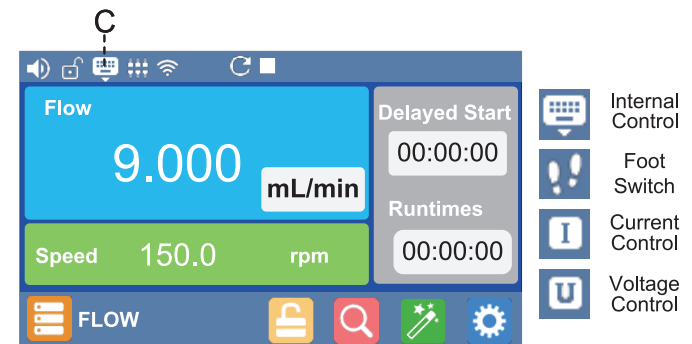 C
Flow
9.000
mL/min
Speed 150.0 rpm
Delayed Start
00:00:00
Runtimes
00:00:00
FLOW
Internal
Control
Foot
Switch
I
Current
Control
U
Voltage
Control